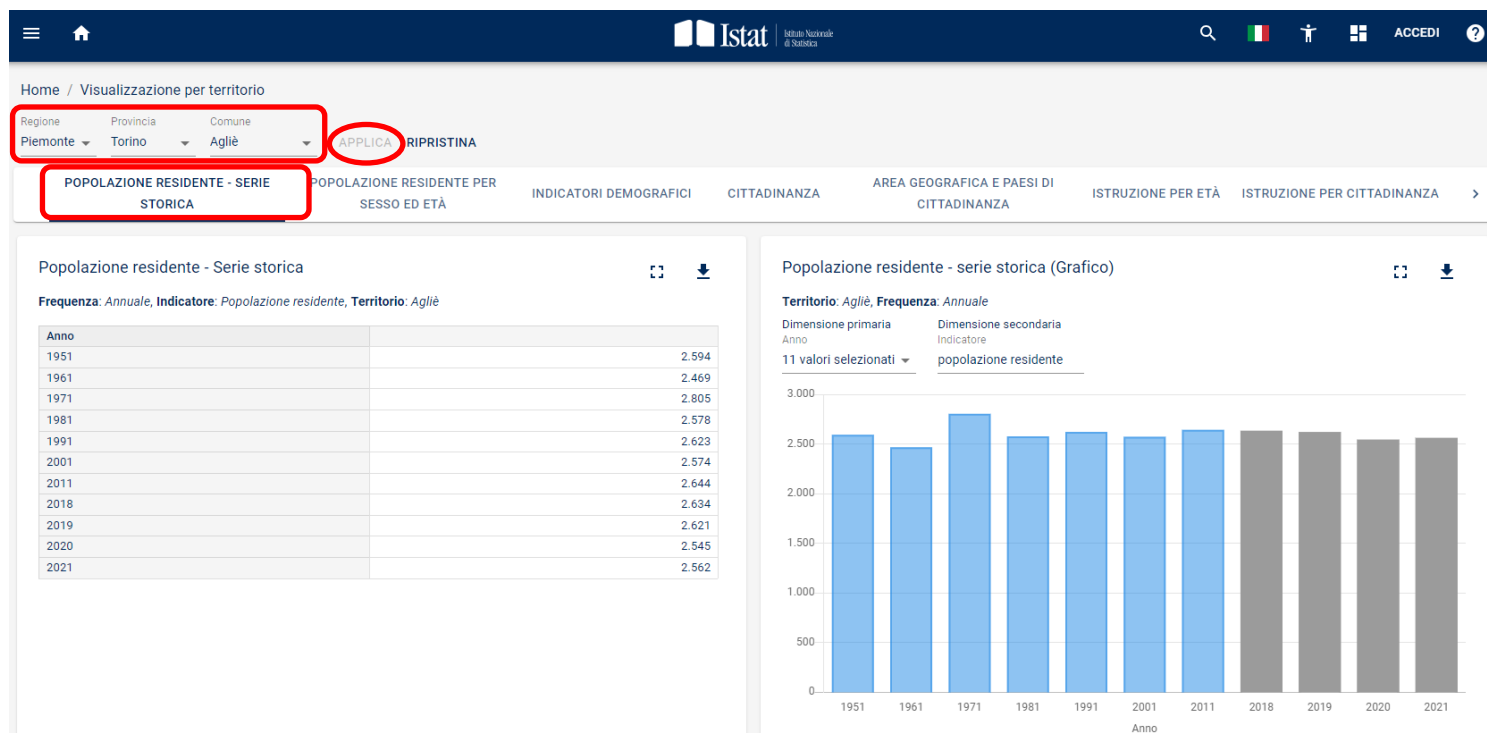 Istat
Istituto Nazionale
di Statistica
ACCEDI
Home / Visualizzazione per territorio
Regione Provincia Comune
Piemonte Torino Agliè
APPLICA RIPRISTINA
POPOLAZIONE RESIDENTE - SERIE
STORICA
POPOLAZIONE RESIDENTE PER
SESSO ED ETÀ
INDICATORI DEMOGRAFICI
CITTADINANZA
AREA GEOGRAFICA E PAESI DI
CITTADINANZA
ISTRUZIONE PER ETÀ
ISTRUZIONE PER CITTADINANZA
Popolazione residente - Serie storica
Frequenza: Annuale, Indicatore: Popolazione residente, Territorio: Agliè
Anno
1951 2.594
1961 2.469
1971 2.805
1981 2.578
1991 2.623
2001 2.574
2011 2.644
2018 2.634
2019 2.621
2020 2.545
2021 2.562
Popolazione residente - serie storica (Grafico)
Territorio: Agliè, Frequenza: Annuale
Dimensione primaria Dimensione secondaria
Anno Indicatore
11 valori selezionati popolazione residente
3.000
2.500
2.000
1.500
1.000
500
0
1951 1961 1971 1981 1991 2001 2011 2018 2019 2020 2021
Anno